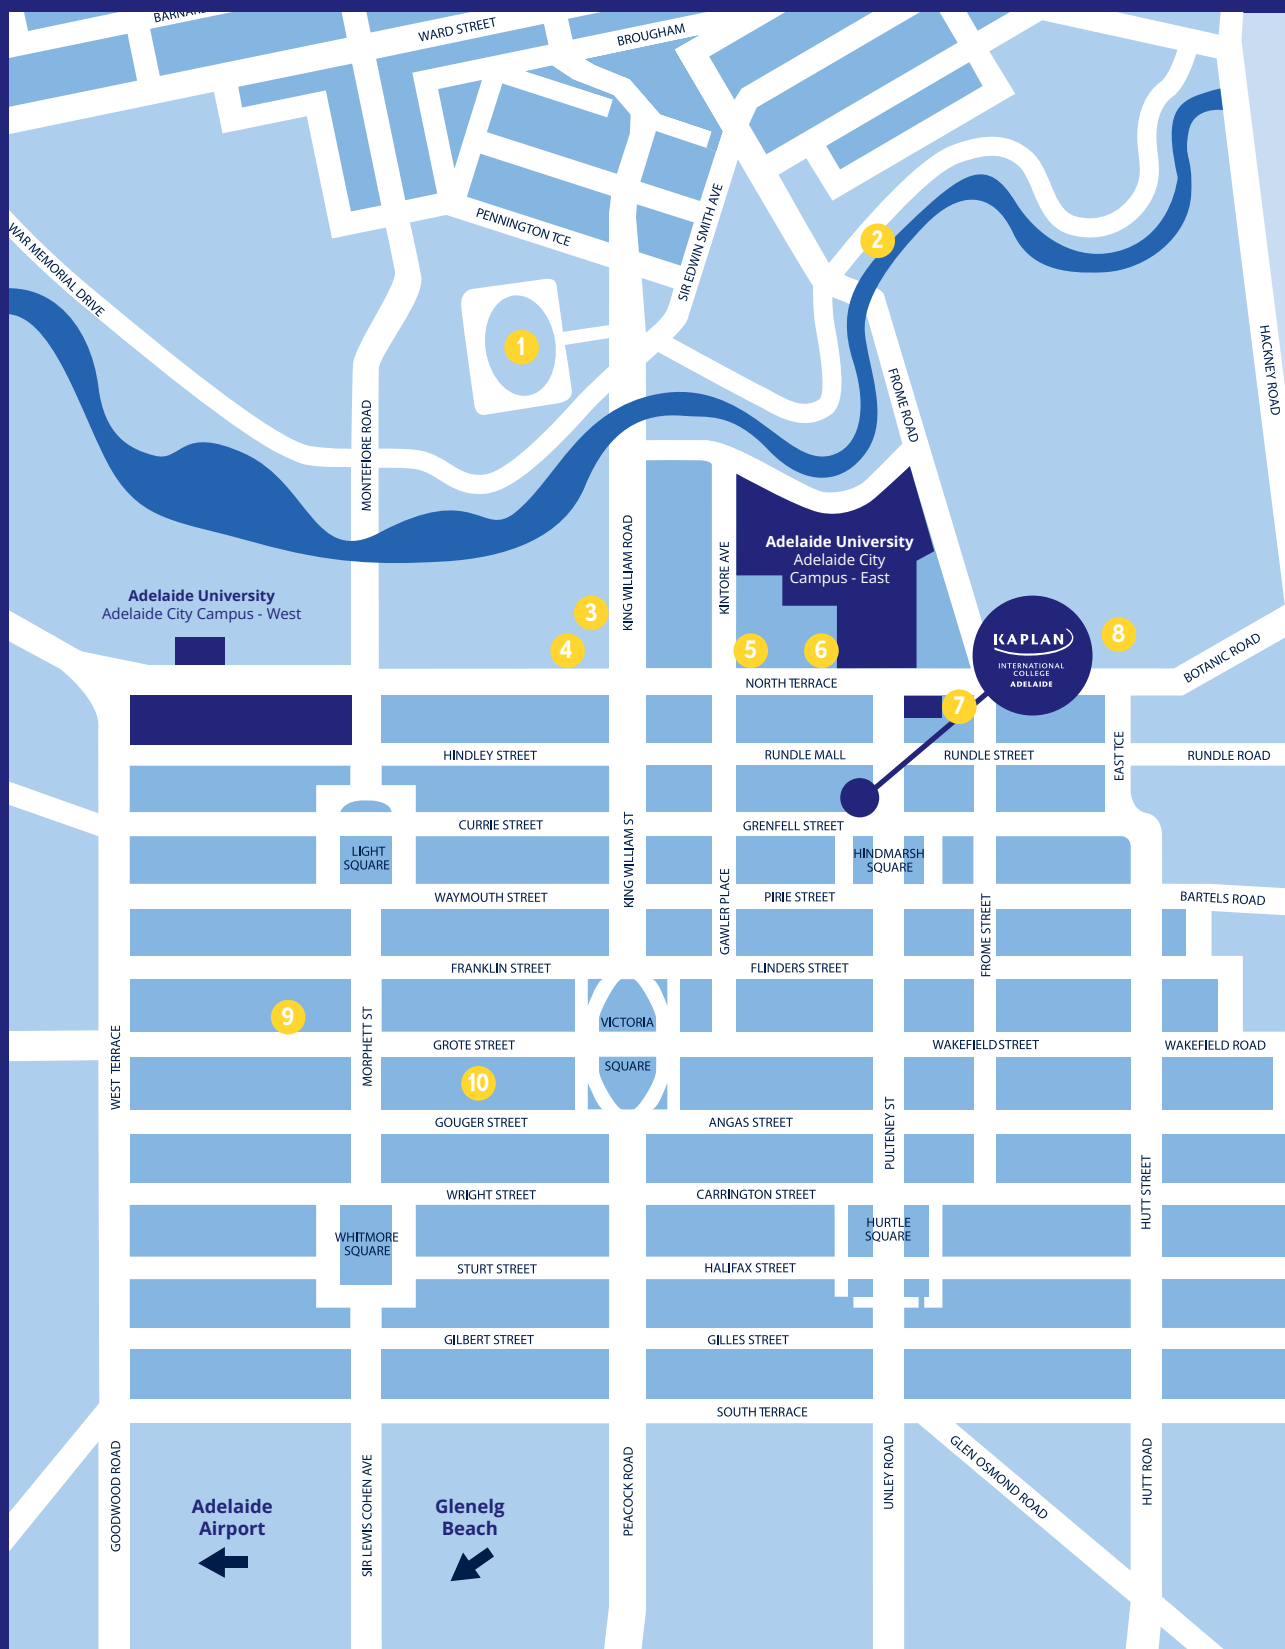 WARD STREET
BROUGHAM
PENNINGTON TCE
SIR EDWIN SMITH AVE
WAR MEMORIAL DRIVE
2
1
HACKNEY ROAD
FROME ROAD
MONTEFIORE ROAD
KING WILLIAM ROAD
KINTORE AVE
Adelaide University
Adelaide City
Campus - East
Adelaide University
Adelaide City Campus - West
3
4
5
6
KAPLAN
INTERNATIONAL
COLLEGE
ADELAIDE
8
BOTANIC ROAD
NORTH TERRACE
7
HINDLEY STREET
RUNDLE MALL
RUNDLE STREET
EAST TCE
RUNDLE ROAD
CURRIE STREET
KING WILLIAM ST
GRENFELL STREET
LIGHT
SQUARE
HINDMARSH
SQUARE
WAYMOUTH STREET
GAWLER PLACE
PIRIE STREET
FROME STREET
BARTELS ROAD
FRANKLIN STREET
FLINDERS STREET
9
VICTORIA
SQUARE
WEST TERRACE
MORPHETT ST
GROTE STREET
WAKEFIELD STREET
WAKEFIELD ROAD
10
GOUGER STREET
ANGAS STREET
PULTENEY ST
HUTT STREET
WRIGHT STREET
CARRINGTON STREET
WHITMORE
SQUARE
HURTLE
SQUARE
STURT STREET
HALIFAX STREET
GILBERT STREET
GILLES STREET
SOUTH TERRACE
GOODWOOD ROAD
SIR LEWIS COHEN AVE
PEACOCK ROAD
UNLEY ROAD
GLEN OSMOND ROAD
HUTT ROAD
Adelaide
Airport
Glenelg
Beach